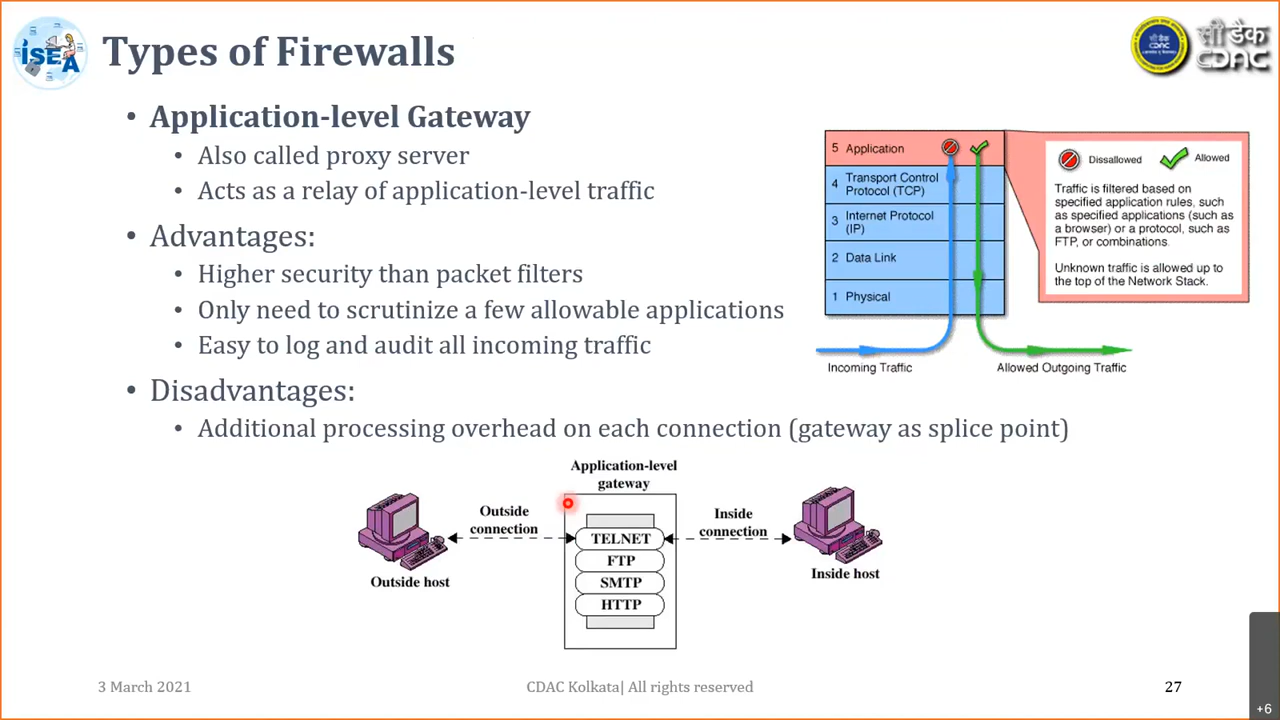 ISEA
Types of Firewalls
सी डैक
CDAC
• Application-level Gateway
• Also called proxy server
• Acts as a relay of application-level traffic
• Advantages:
• Higher security than packet filters
• Only need to scrutinize a few allowable applications
• Easy to log and audit all incoming traffic
• Disadvantages:
• Additional processing overhead on each connection (gateway as splice point)
5 Application
4 Transport Control
Protocol (TCP)
3 Internet Protocol
(IP)
2 Data Link
1 Physical
Incoming Traffic
Allowed Outgoing Traffic
Disallowed
Allowed
Traffic is filtered based on
specified application rules, such
as specified applications (such as
a browser) or a protocol, such as
FTP, or combinations.
Unknown traffic is allowed up to
the top of the Network Stack.
Application-level
gateway
Outside
connection
Inside
connection
TELNET
FTP
SMTP
HTTP
Outside host
Inside host
3 March 2021
CDAC Kolkata| All rights reserved
27
+6